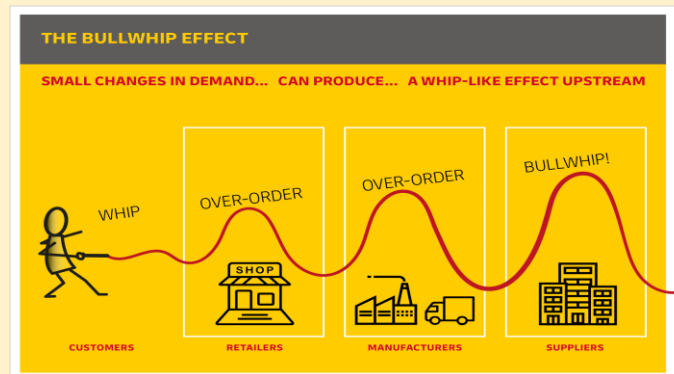 THE BULLWHIP EFFECT
SMALL CHANGES IN DEMAND... CAN PRODUCE... A WHIP-LIKE EFFECT UPSTREAM
WHIP
OVER-ORDER
OVER-ORDER
BULLWHIP!
SHOP
CUSTOMERS
RETAILERS
MANUFACTURERS
SUPPLIERS